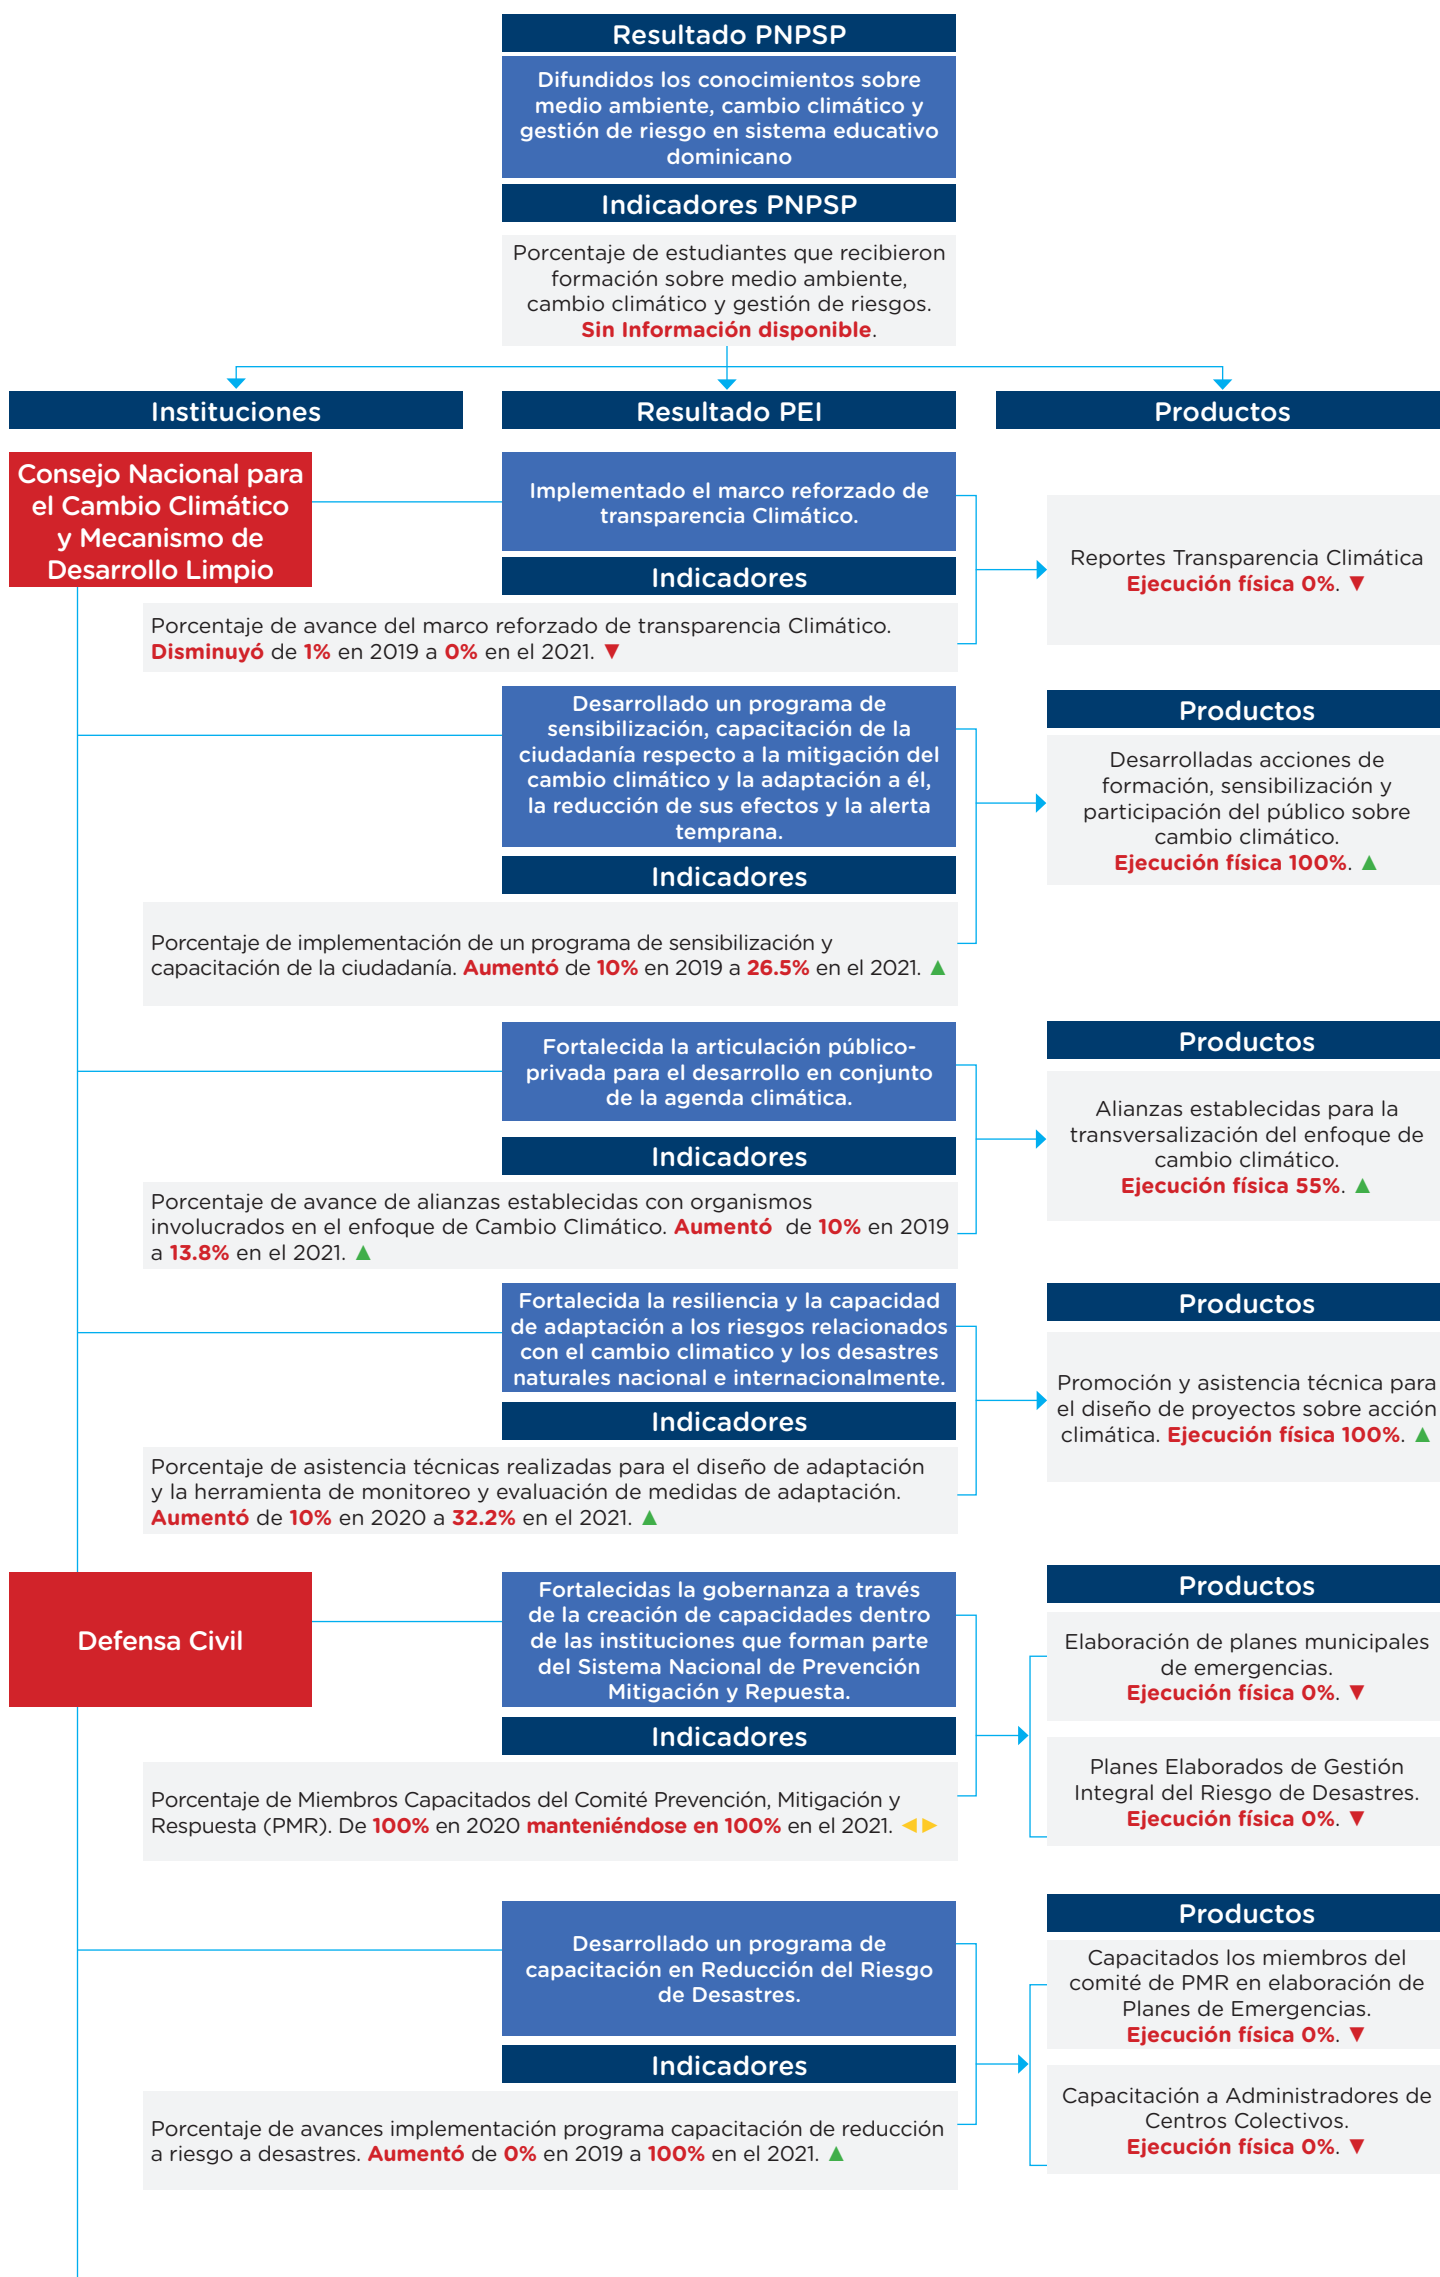 Resultado PNPSP
Difundidos los conocimientos sobre
medio ambiente, cambio climático y
gestión de riesgo en sistema educativo
dominicano
Indicadores PNPSP
Porcentaje de estudiantes que recibieron
formación sobre medio ambiente,
cambio climático y gestión de riesgos.
Sin Información disponible.
Instituciones
Resultado PEI
Productos
Consejo Nacional para
el Cambio Climático
y Mecanismo de
Desarrollo Limpio
Implementado el marco reforzado de
transparencia Climático.
Indicadores
Porcentaje de avance del marco reforzado de transparencia Climático.
Disminuyó de 1% en 2019 a 0% en el 2021. ▼
Reportes Transparencia Climática
Ejecución física 0%. ▼
Desarrollado un programa de
sensibilización, capacitación de la
ciudadanía respecto a la mitigación del
cambio climático y la adaptación a él,
la reducción de sus efectos y la alerta
temprana.
Indicadores
Porcentaje de implementación de un programa de sensibilización y
capacitación de la ciudadanía. Aumentó de 10% en 2019 a 26.5% en el 2021. ▲
Productos
Desarrolladas acciones de
formación, sensibilización y
participación del público sobre
cambio climático.
Ejecución física 100%. ▲
Fortalecida la articulación público-
privada para el desarrollo en conjunto
de la agenda climática.
Indicadores
Porcentaje de avance de alianzas establecidas con organismos
involucrados en el enfoque de Cambio Climático. Aumentó de 10% en 2019
a 13.8% en el 2021. ▲
Productos
Alianzas establecidas para la
transversalización del enfoque de
cambio climático.
Ejecución física 55%. ▲
Fortalecida la resiliencia y la capacidad
de adaptación a los riesgos relacionados
con el cambio climatico y los desastres
naturales nacional e internacionalmente.
Indicadores
Porcentaje de asistencia técnicas realizadas para el diseño de adaptación
y la herramienta de monitoreo y evaluación de medidas de adaptación.
Aumentó de 10% en 2020 a 32.2% en el 2021. ▲
Productos
Promoción y asistencia técnica para
el diseño de proyectos sobre acción
climática. Ejecución física 100%. ▲
Defensa Civil
Fortalecidas la gobernanza a través
de la creación de capacidades dentro
de las instituciones que forman parte
del Sistema Nacional de Prevención
Mitigación y Repuesta.
Indicadores
Porcentaje de Miembros Capacitados del Comité Prevención, Mitigación y
Respuesta (PMR). De 100% en 2020 manteniéndose en 100% en el 2021. ◀▶
Productos
Elaboración de planes municipales
de emergencias.
Ejecución física 0%. ▼
Planes Elaborados de Gestión
Integral del Riesgo de Desastres.
Ejecución física 0%. ▼
Desarrollado un programa de
capacitación en Reducción del Riesgo
de Desastres.
Indicadores
Porcentaje de avances implementación programa capacitación de reducción
a riesgo a desastres. Aumentó de 0% en 2019 a 100% en el 2021. ▲
Productos
Capacitados los miembros del
comité de PMR en elaboración de
Planes de Emergencias.
Ejecución física 0%. ▼
Capacitación a Administradores de
Centros Colectivos.
Ejecución física 0%. ▼